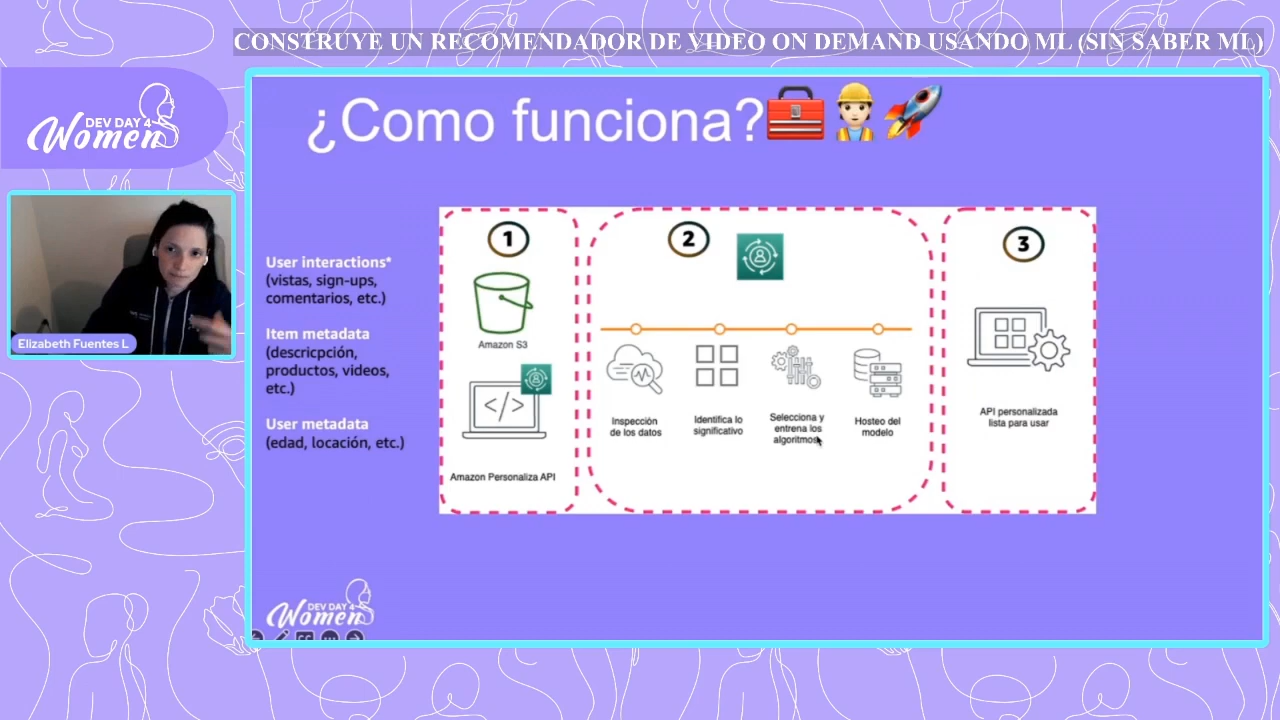 CONSTRUYE UN RECOMENDADOR DE VIDEO ON DEMAND USANDO ML (SIN SABER ML)
DEV DAY 4
Women
Elizabeth Fuentes L
¿Como funciona?
User interactions*
(vistas, sign-ups,
comentarios, etc.)
Item metadata
(descricpción,
productos, videos,
etc.)
User metadata
(edad, locación, etc.)
1
Amazon S3
</>
Amazon Personaliza API
2
Inspección
de los datos
Identifica lo
significativo
Selecciona y
entrena los
algoritmos
Hosteo del
modelo
3
API personalizada
lista para usar
DEV DAY 4
Women